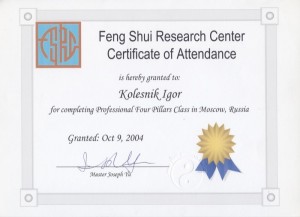 FSRC
Feng Shui Research Center
Certificate of Attendance
is hereby granted to:
Kolesnik Igor
for completing Professional Four Pillars Class in Moscow, Russia
Granted: Oct 9, 2004
Master Joseph Yu